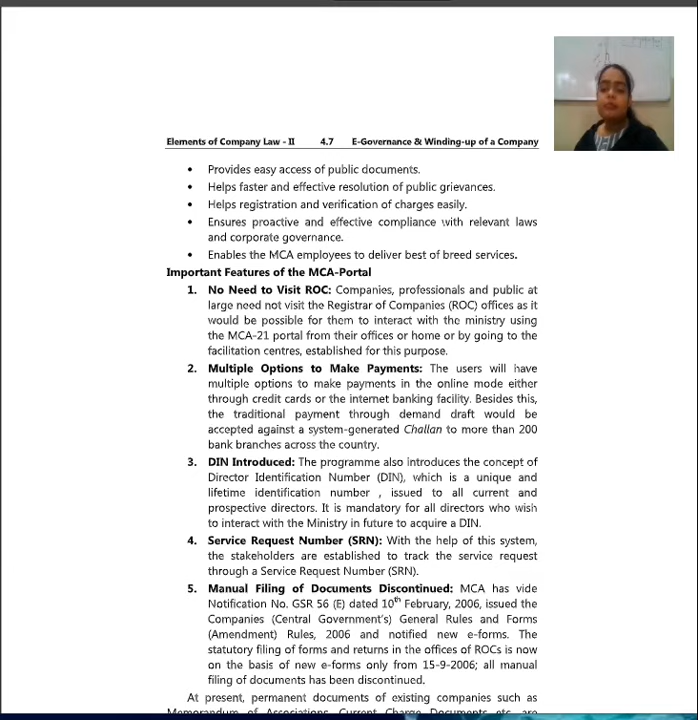 Elements of Company Law - II 4.7 E-Governance & Winding-up of a Company
• Provides easy access of public documents.
• Helps faster and effective resolution of public grievances.
• Helps registration and verification of charges easily.
• Ensures proactive and effective compliance with relevant laws
and corporate governance.
• Enables the MCA employees to deliver best of breed services.
Important Features of the MCA-Portal
1. No Need to Visit ROC: Companies, professionals and public at
large need not visit the Registrar of Companies (ROC) offices as it
would be possible for them to interact with the ministry using
the MCA-21 portal from their offices or home or by going to the
facilitation centres, established for this purpose.
2. Multiple Options to Make Payments: The users will have
multiple options to make payments in the online mode either
through credit cards or the internet banking facility. Besides this,
the traditional payment through demand draft would be
accepted against a system-generated Challan to more than 200
bank branches across the country.
3. DIN Introduced: The programme also introduces the concept of
Director Identification Number (DIN), which is a unique and
lifetime identification number , issued to all current and
prospective directors. It is mandatory for all directors who wish
to interact with the Ministry in future to acquire a DIN.
4. Service Request Number (SRN): With the help of this system,
the stakeholders are established to track the service request
through a Service Request Number (SRN).
5. Manual Filing of Documents Discontinued: MCA has vide
Notification No. GSR 56 (E) dated 10th February, 2006, issued the
Companies (Central Government's) General Rules and Forms
(Amendment) Rules, 2006 and notified new e-forms. The
statutory filing of forms and returns in the offices of ROCs is now
on the basis of new e-forms only from 15-9-2006; all manual
filing of documents has been discontinued.
At present, permanent documents of existing companies such as
Memorandum of Associations, Current Charge Documents etc. are